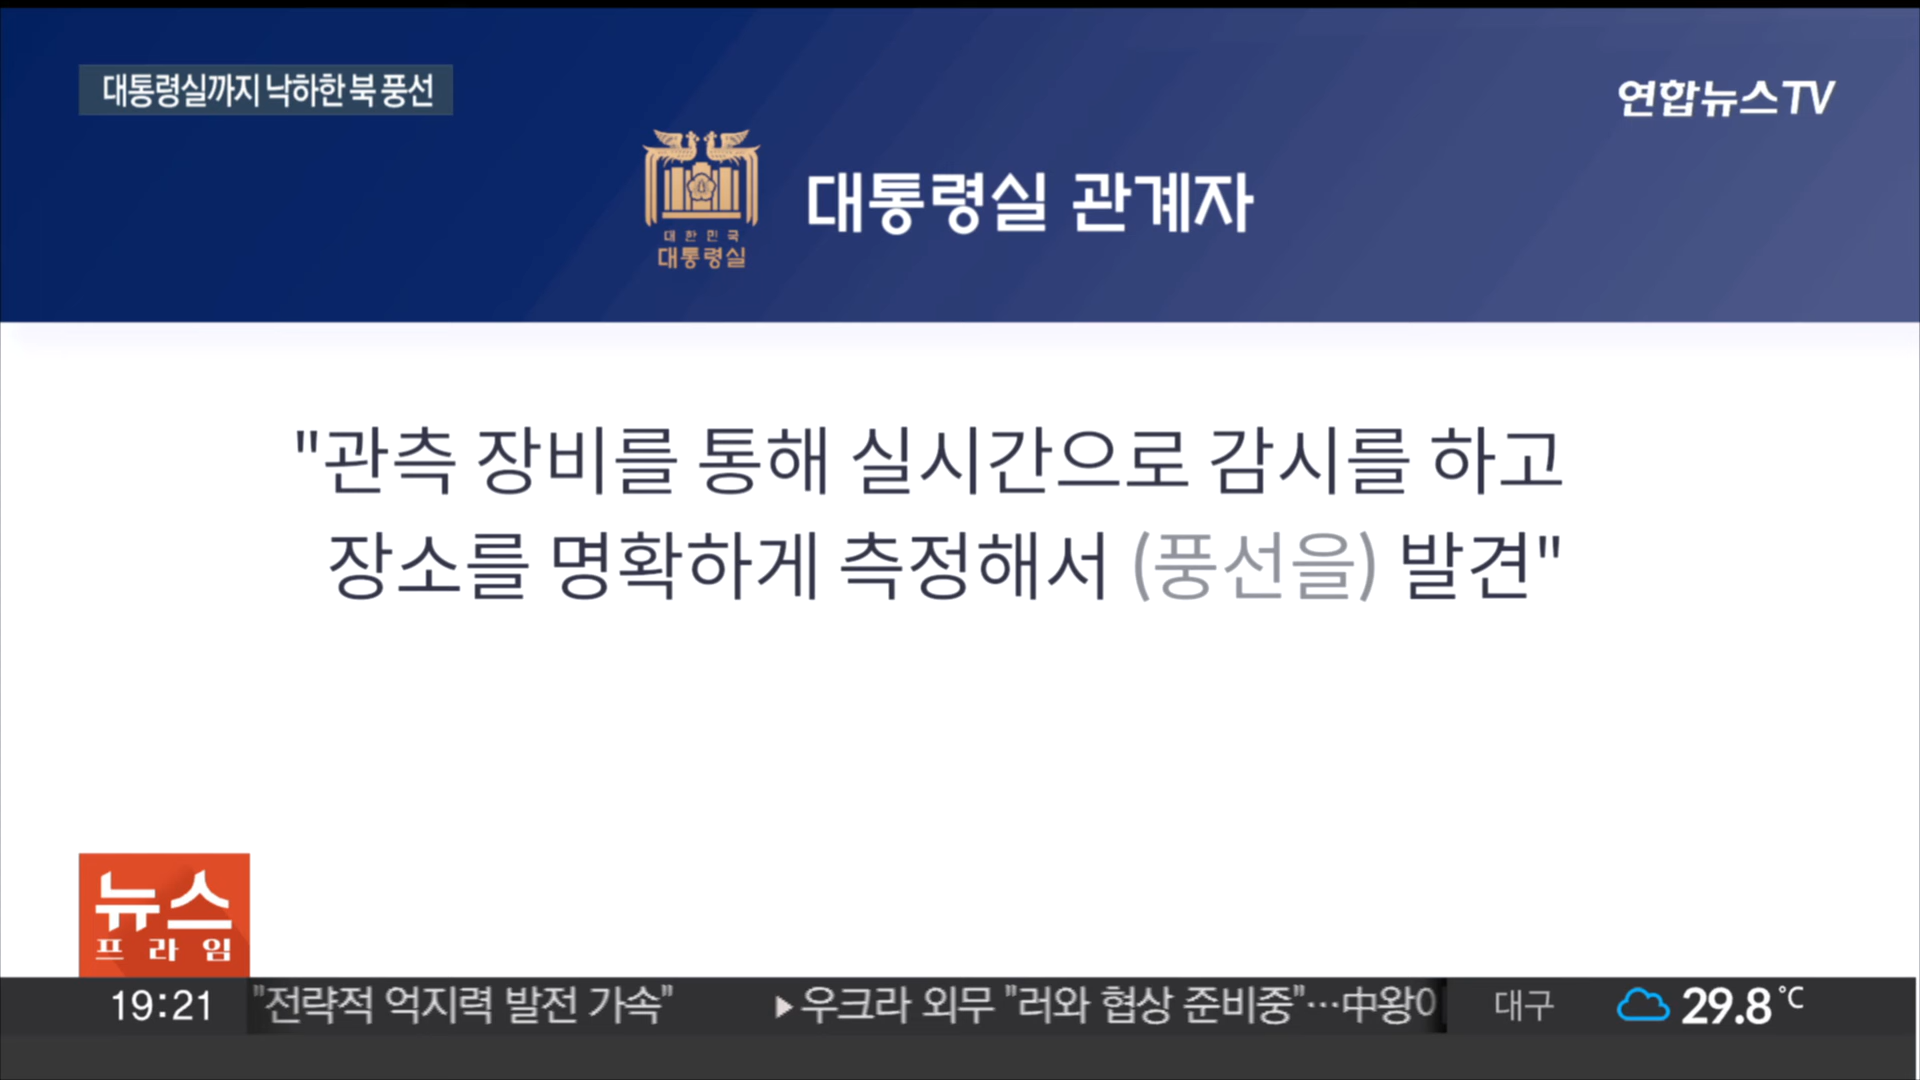 대통령실까지 낙하한 북 풍선
연합뉴스TV
대한민국
대통령실
대통령실 관계자
"관측 장비를 통해 실시간으로 감시를 하고
장소를 명확하게 측정해서 (풍선을) 발견"
뉴스
프라임
19:21 "전략적 억지력 발전 가속" ▶우크라 외무 "러와 협상 준비중"…中왕이 대구 29.8℃